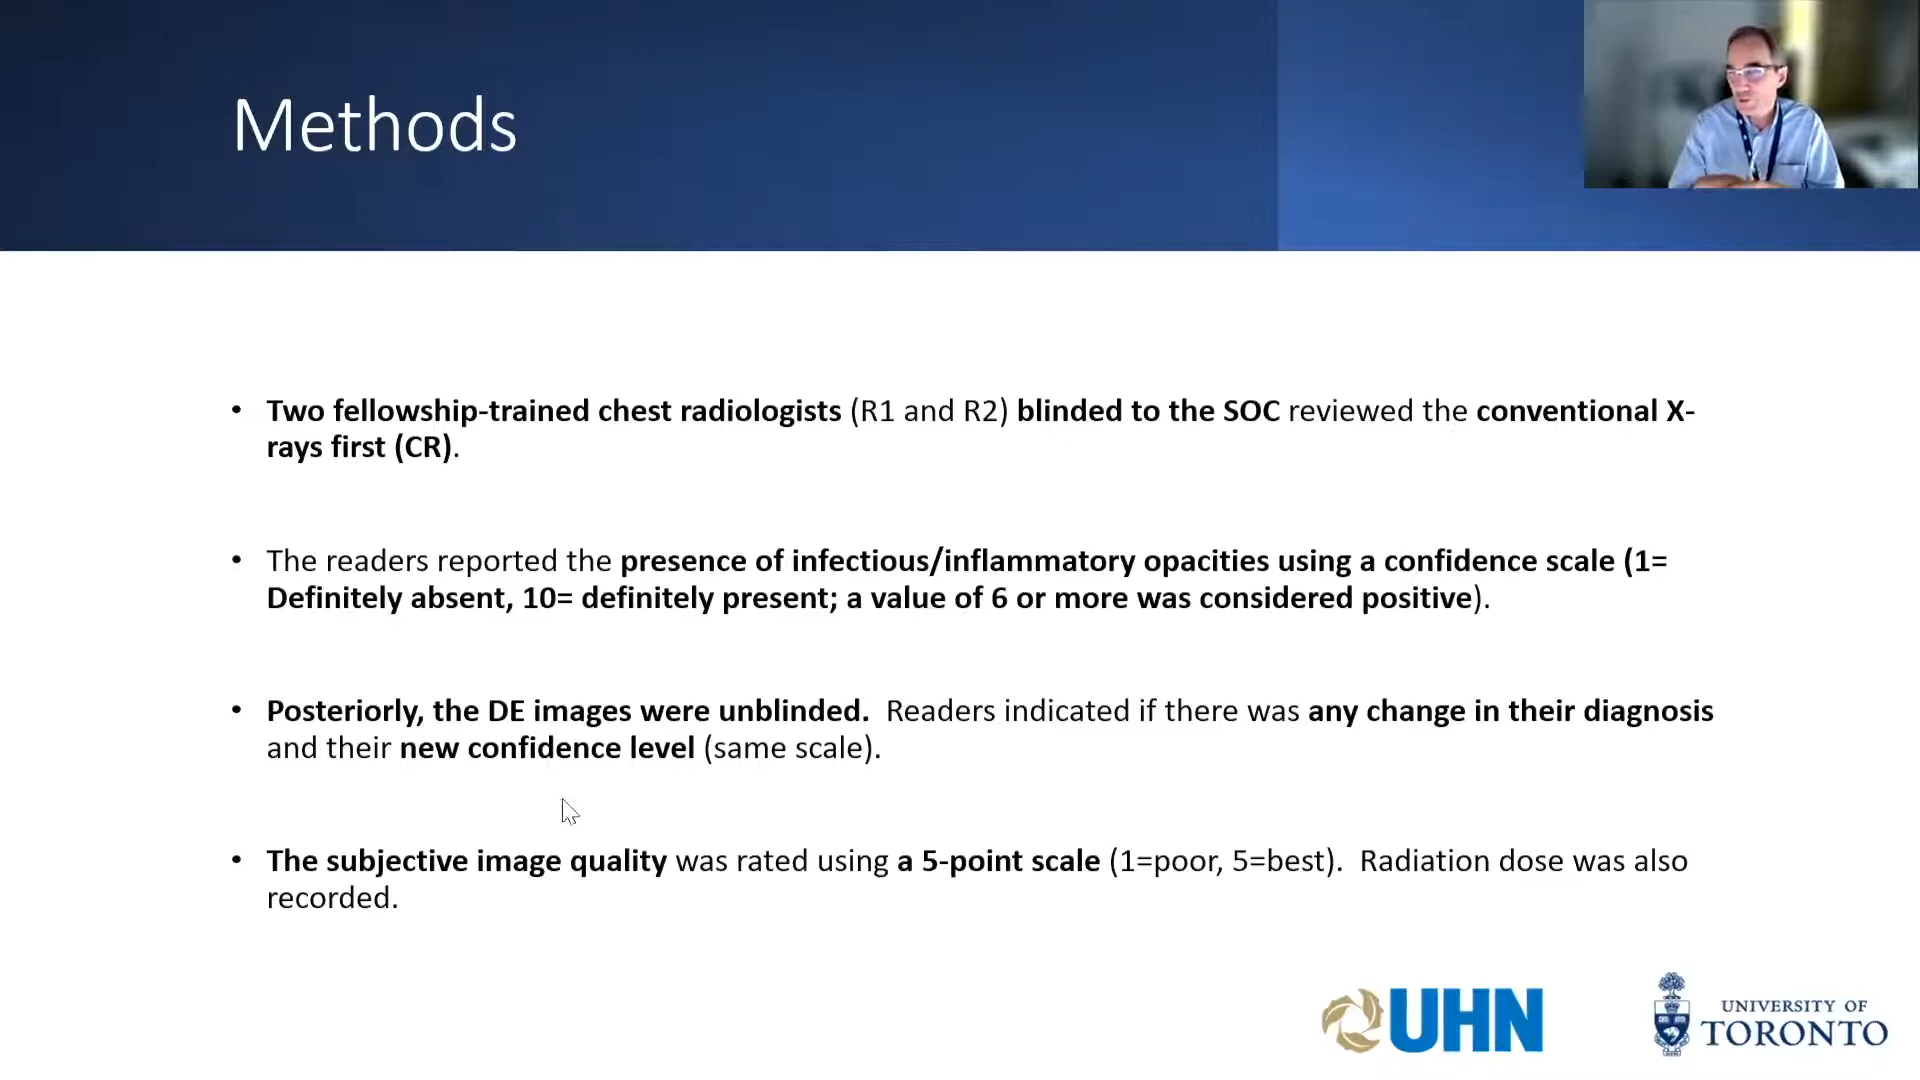 Methods
• Two fellowship-trained chest radiologists (R1 and R2) blinded to the SOC reviewed the conventional X-
rays first (CR).
• The readers reported the presence of infectious/inflammatory opacities using a confidence scale (1=
Definitely absent, 10= definitely present; a value of 6 or more was considered positive).
• Posteriorly, the DE images were unblinded.  Readers indicated if there was any change in their diagnosis
and their new confidence level (same scale).
• The subjective image quality was rated using a 5-point scale (1=poor, 5=best).  Radiation dose was also
recorded.
UHN
UNIVERSITY OF
TORONTO